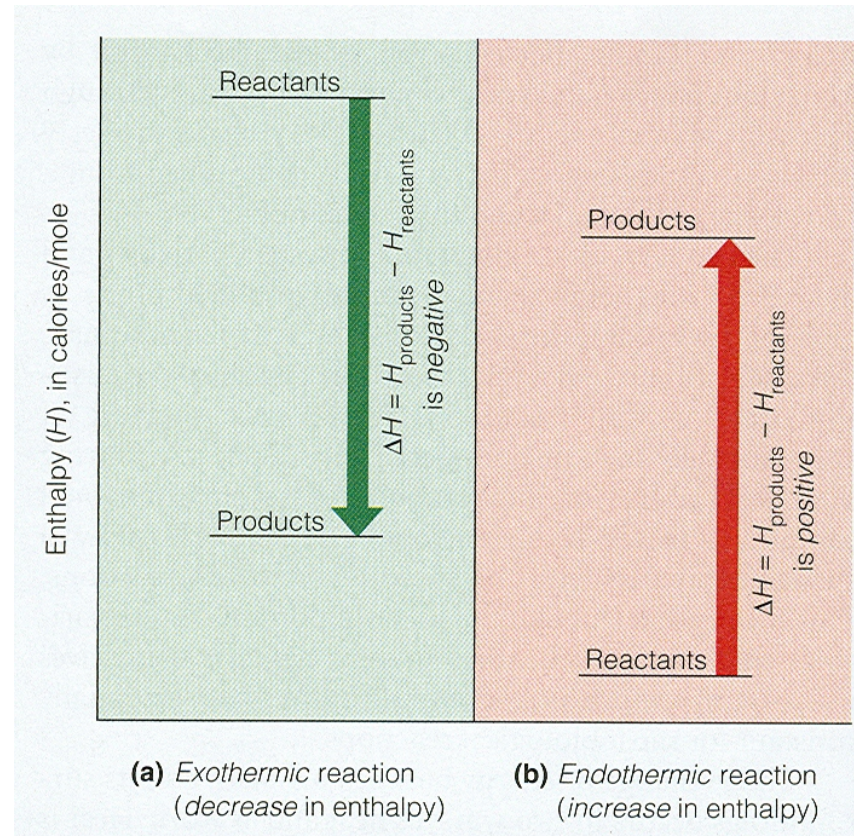 Enthalpy (H), in calories/mole
Reactants
ΔH = Hproducts − Hreactants
is negative
Products
Products
ΔH = Hproducts − Hreactants
is positive
Reactants
(a) Exothermic reaction
(decrease in enthalpy)
(b) Endothermic reaction
(increase in enthalpy)